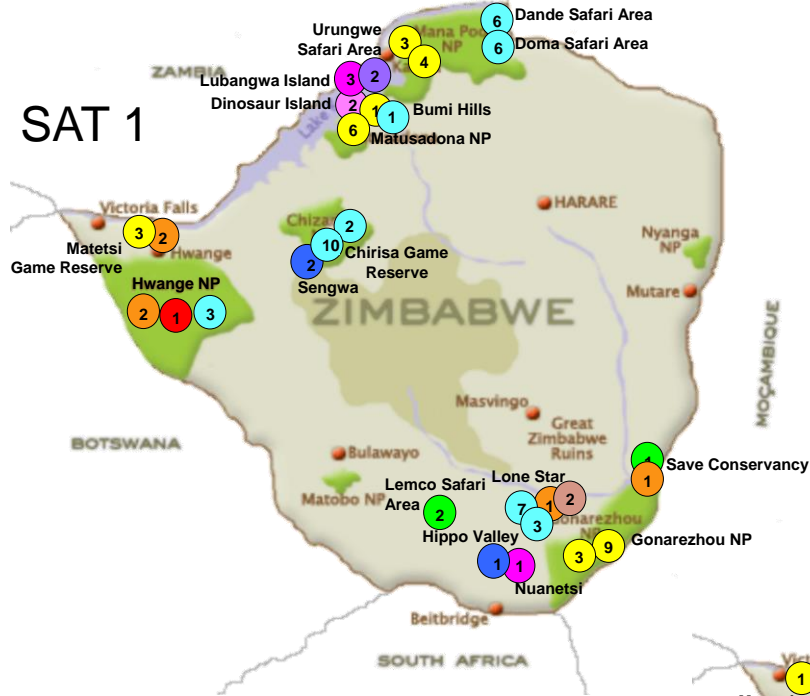 SAT 1
Urungwe
Safari Area
Mana Poo
NP
6
Dande Safari Area
6
Doma Safari Area
3
4
ZAMBIA
Lubangwa Island
3
2
Dinosaur Island
2
1
1
Bumi Hills
6
Matusadona NP
Lake
Victoria Falls
3
2
Matetsi
Game Reserve
Hwange
Hwange NP
2
1
3
2
10
2
Chirisa Game
Reserve
Sengwa
HARARE
Nyanga
NP
Mutare
ZIMBABWE
MOÇAMBIQUE
Masvingo
Great
Zimbabwe
Ruins
BOTSWANA
Bulawayo
Matobo NP
Lemco Safari
Area
2
Lone Star
7
1
2
3
1
1
Save Conservancy
Hippo Valley
1
1
Nuanetsi
3
9
Gonarezhou NP
NP
Beitbridge
SOUTH AFRICA
1